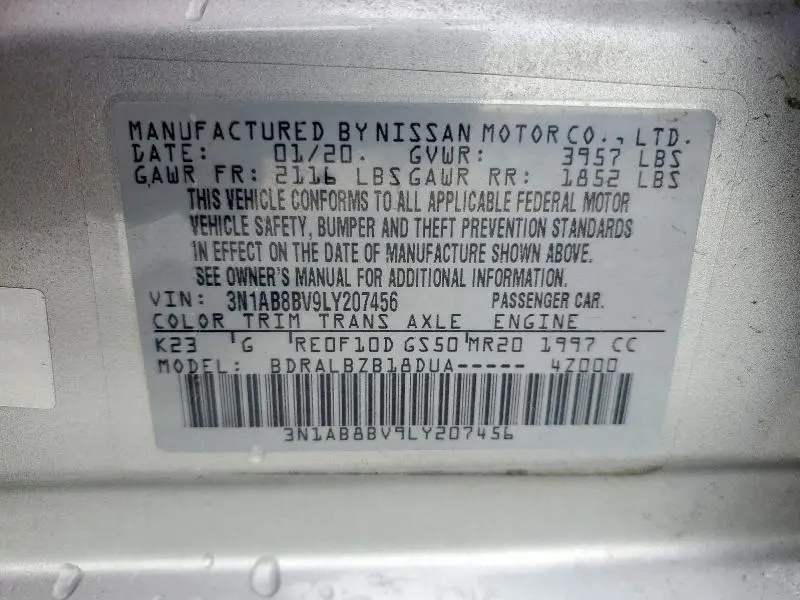 MANUFACTURED BY NISSAN MOTOR CO., LTD.
DATE: 01/20. GVWR: 3957 LBS
GAWR FR: 2116 LBS GAWR RR: 1852 LBS
THIS VEHICLE CONFORMS TO ALL APPLICABLE FEDERAL MOTOR
VEHICLE SAFETY, BUMPER AND THEFT PREVENTION STANDARDS
IN EFFECT ON THE DATE OF MANUFACTURE SHOWN ABOVE.
SEE OWNER'S MANUAL FOR ADDITIONAL INFORMATION.
VIN: 3N1AB8BV9LY207456 PASSENGER CAR.
COLOR TRIM TRANS AXLE ENGINE
K23 G RE0F10D GS50 MR20 1997 CC
MODEL: BDRALBZB18DUA----- 4Z000
3N1AB8BV9LY207456